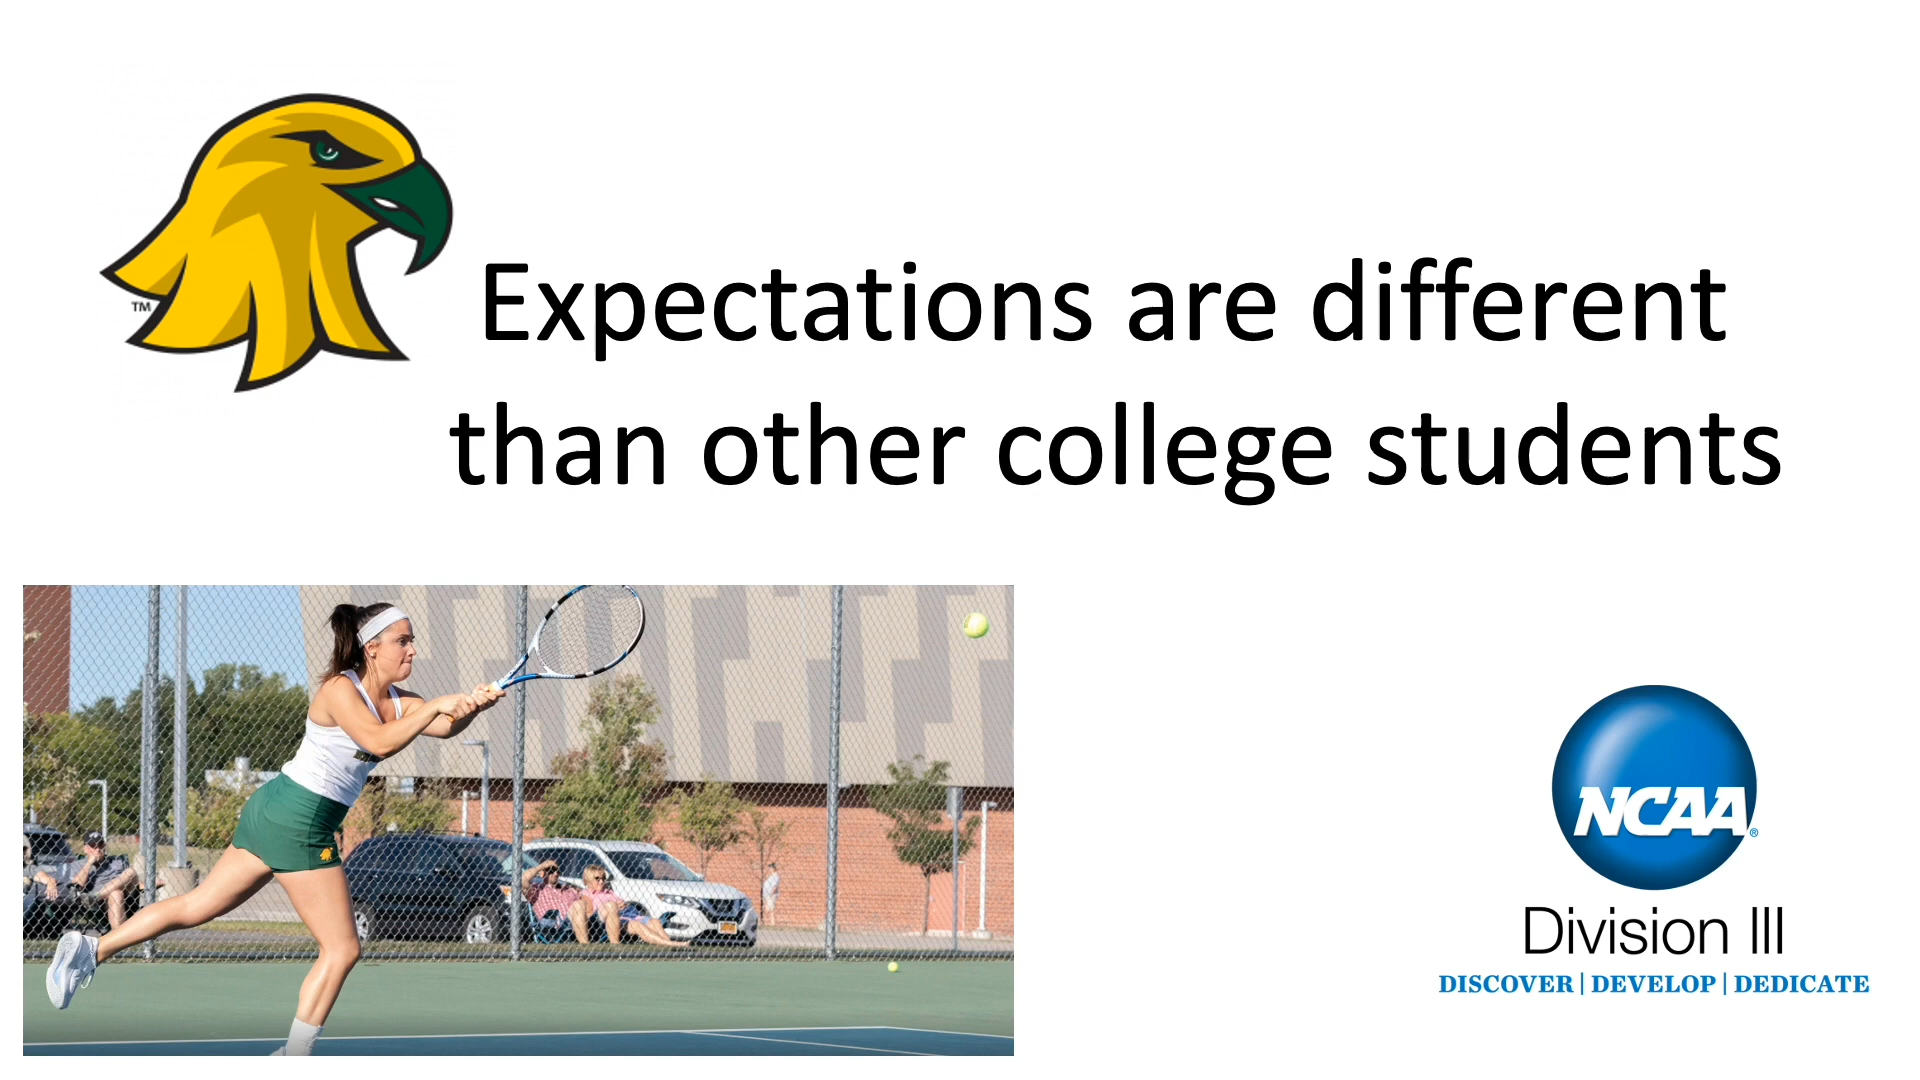 TM
Expectations are different
than other college students
NCAA®
Division III
DISCOVER | DEVELOP | DEDICATE